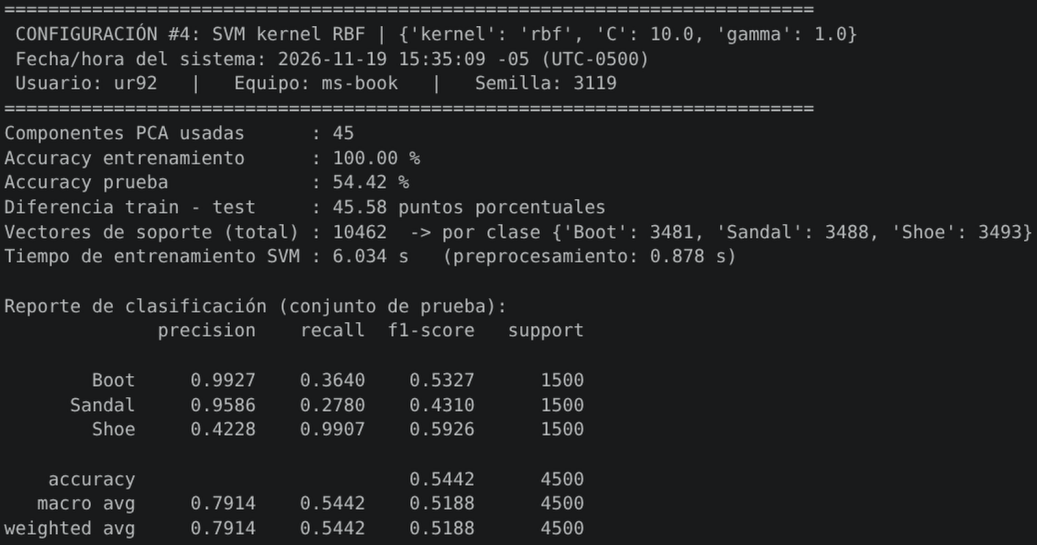 ==========================================================================
CONFIGURACIÓN #4: SVM kernel RBF | {'kernel': 'rbf', 'C': 10.0, 'gamma': 1.0}
Fecha/hora del sistema: 2026-11-19 15:35:09 -05 (UTC-0500)
Usuario: ur92   |   Equipo: ms-book   |   Semilla: 3119
==========================================================================
Componentes PCA usadas      : 45
Accuracy entrenamiento      : 100.00 %
Accuracy prueba             : 54.42 %
Diferencia train - test     : 45.58 puntos porcentuales
Vectores de soporte (total) : 10462  -> por clase {'Boot': 3481, 'Sandal': 3488, 'Shoe': 3493}
Tiempo de entrenamiento SVM : 6.034 s   (preprocesamiento: 0.878 s)

Reporte de clasificación (conjunto de prueba):
              precision    recall  f1-score   support

        Boot     0.9927    0.3640    0.5327      1500
      Sandal     0.9586    0.2780    0.4310      1500
        Shoe     0.4228    0.9907    0.5926      1500

    accuracy                         0.5442      4500
   macro avg     0.7914    0.5442    0.5188      4500
weighted avg     0.7914    0.5442    0.5188      4500